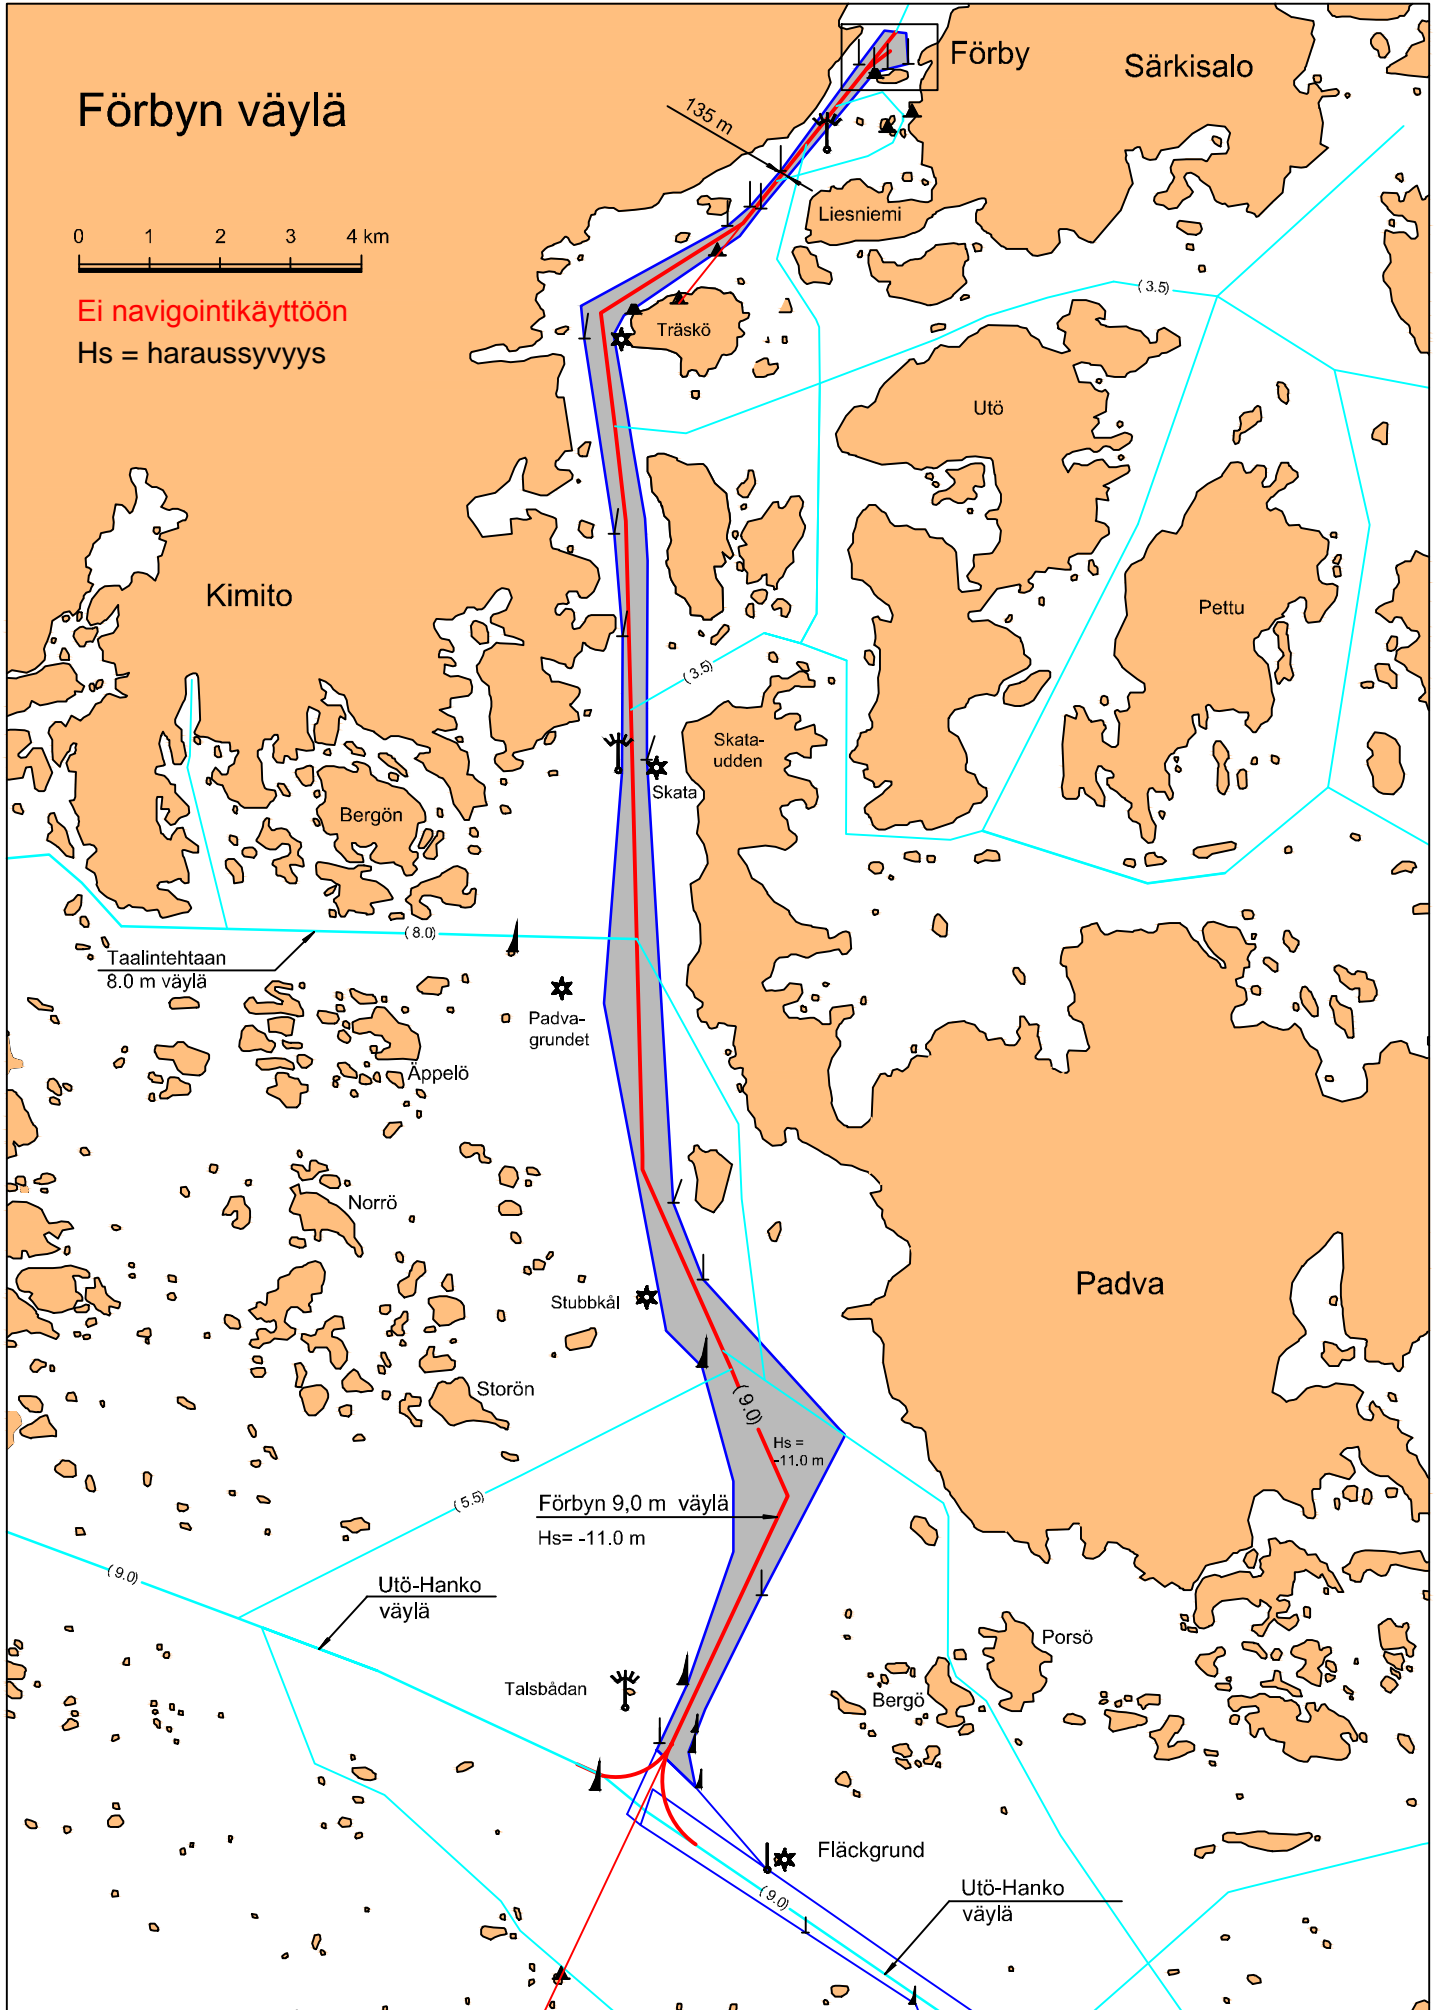 Förby
Särkisalo
Förbyn väylä
135 m
Liesniemi
0 1 2 3 4 km
Ei navigointikäyttöön
Hs = haraussyvyys
(3.5)
Träskö
Utö
Kimito
Pettu
(3.5)
Skata-
udden
Skata
Bergön
(8.0)
Taalintehtaan
8.0 m väylä
Padva-
grundet
Äppelö
Norrö
Padva
Stubbkål
Storön
(9.0)
Hs =
-11.0 m
(5.5)
Förbyn 9,0 m väylä
Hs= -11.0 m
(9.0)
Utö-Hanko
väylä
Porsö
Talsbådan
Bergö
Fläckgrund
(9.0)
Utö-Hanko
väylä